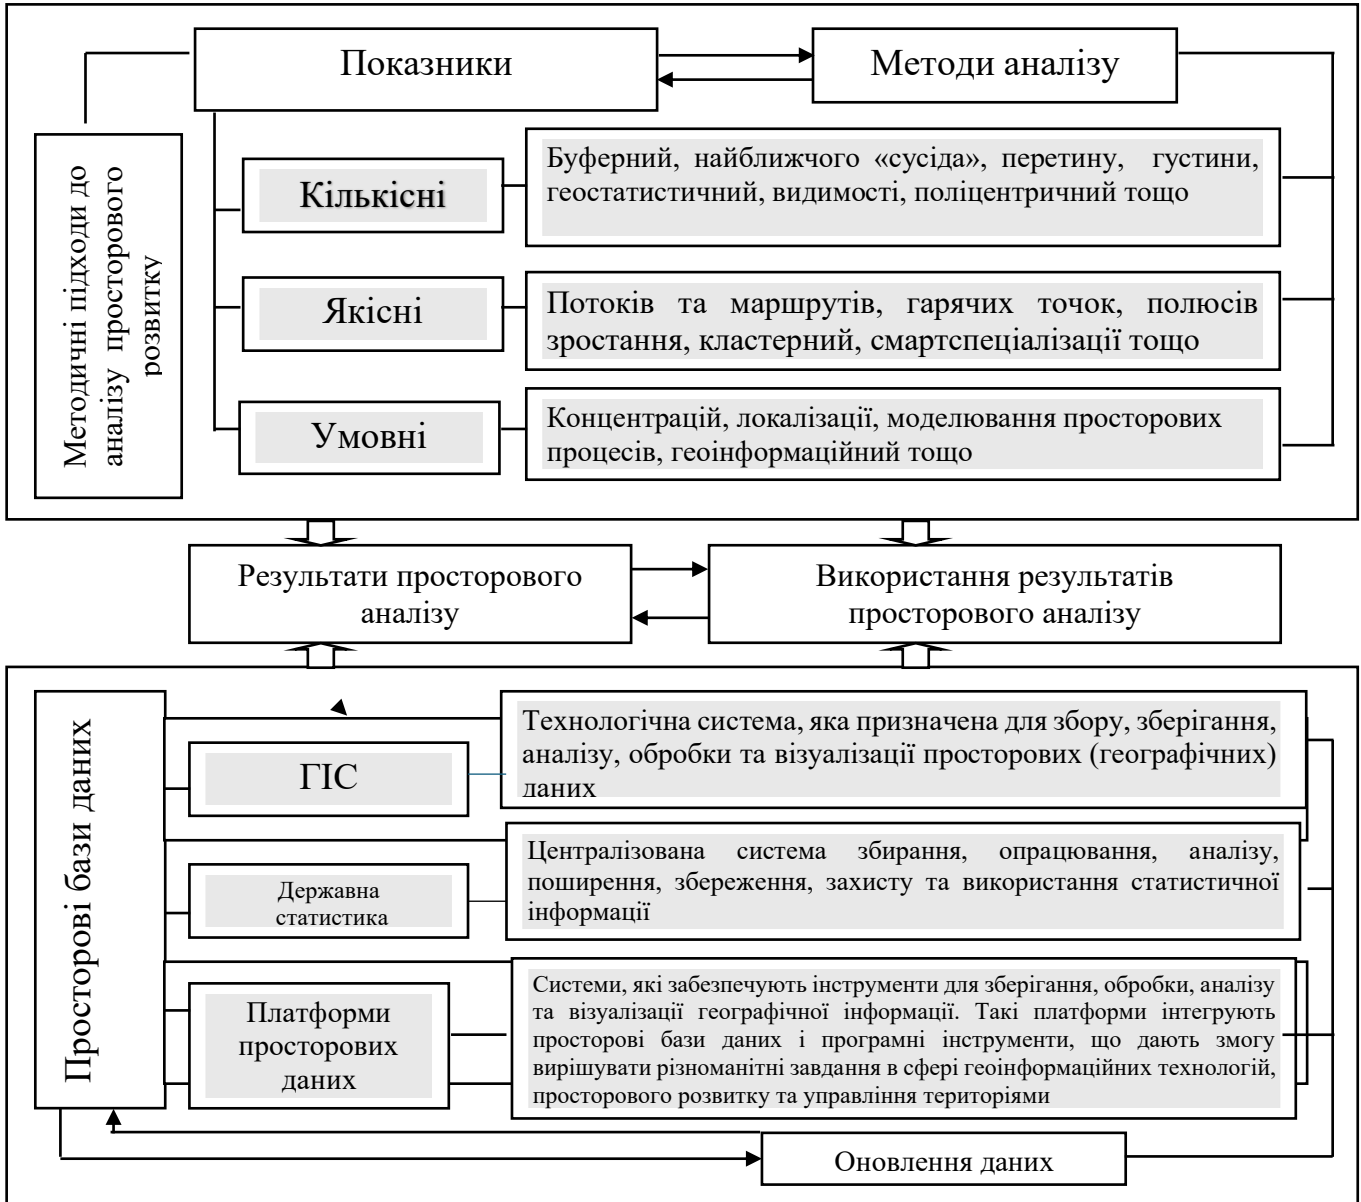 Показники
Методи аналізу
Методичні підходи до
аналізу просторового
розвитку
Кількісні
Буферний, найближчого «сусіда», перетину, густини,
геостатистичний, видимості, поліцентричний тощо
Якісні
Потоків та маршрутів, гарячих точок, полюсів
зростання, кластерний, смартспеціалізації тощо
Умовні
Концентрацій, локалізації, моделювання просторових
процесів, геоінформаційний тощо
Результати просторового
аналізу
Використання результатів
просторового аналізу
Просторові бази даних
ГІС
Технологічна система, яка призначена для збору, зберігання,
аналізу, обробки та візуалізації просторових (географічних)
даних
Державна
статистика
Централізована система збирання, опрацювання, аналізу,
поширення, збереження, захисту та використання статистичної
інформації
Платформи
просторових
даних
Системи, які забезпечують інструменти для зберігання, обробки, аналізу
та візуалізації географічної інформації. Такі платформи інтегрують
просторові бази даних і програмні інструменти, що дають змогу
вирішувати різноманітні завдання в сфері геоінформаційних технологій,
просторового розвитку та управління територіями
Оновлення даних